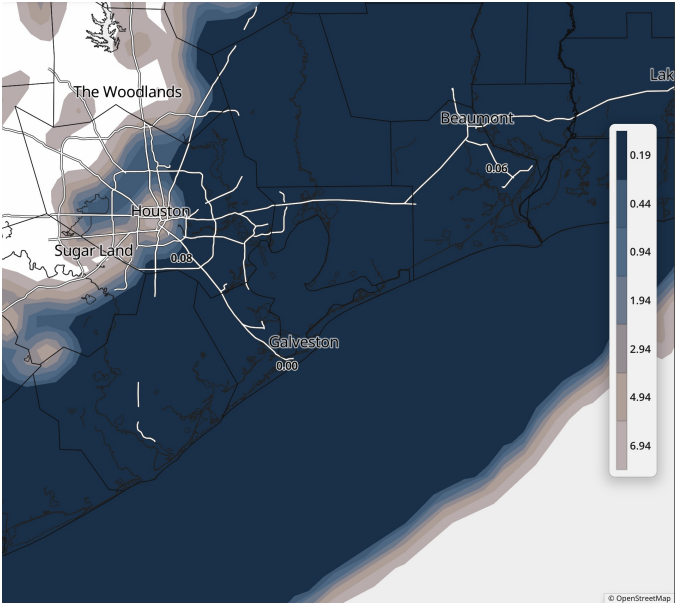 Lak
The Woodlands
Beaumont
0.06
Houston
Sugar Land
0.08
Galveston
0.00
0.19
0.44
0.94
1.94
2.94
4.94
6.94
© OpenStreetMap